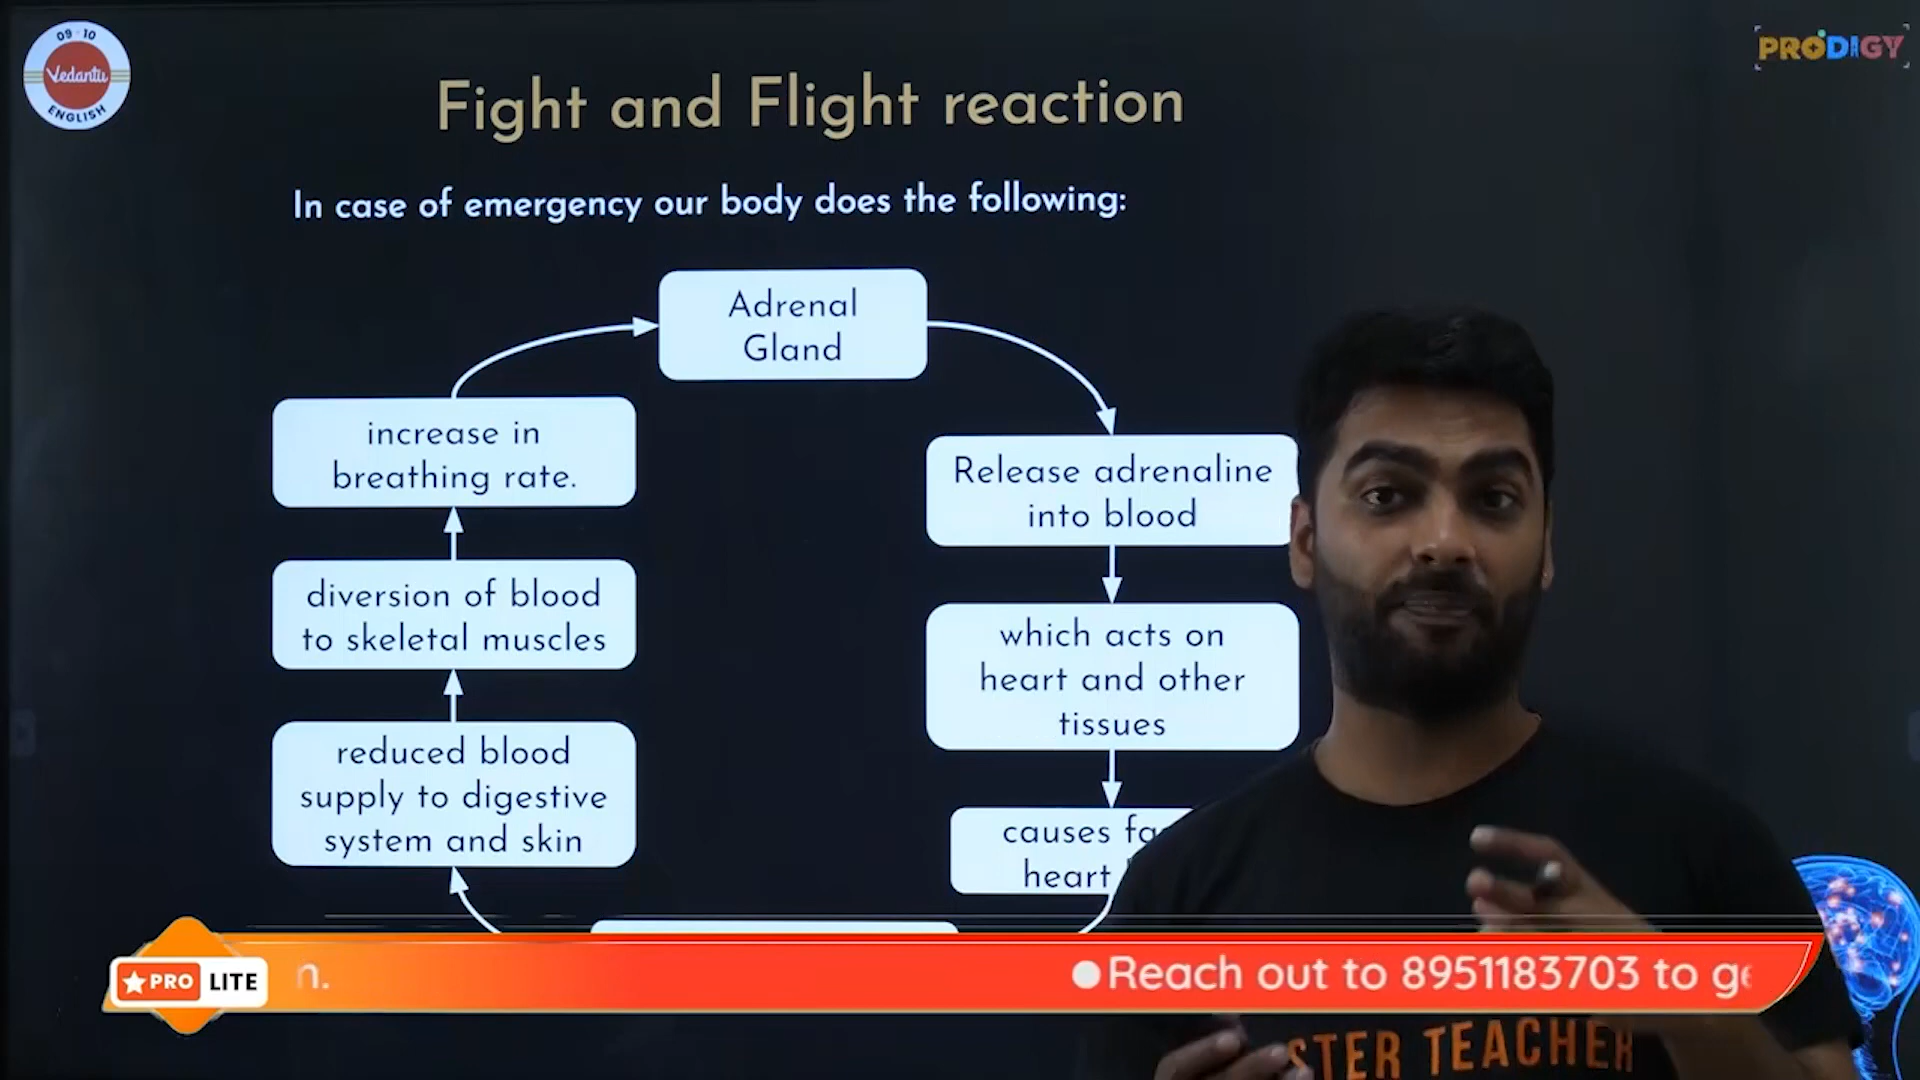 09 - 10
Vedantu
ENGLISH
PRODIGY
Fight and Flight reaction
In case of emergency our body does the following:
Adrenal
Gland
increase in
breathing rate.
Release adrenaline
into blood
diversion of blood
to skeletal muscles
which acts on
heart and other
tissues
reduced blood
supply to digestive
system and skin
causes
heart
PRO LITE
n.
Reach out to 8951183703 to
STER TEACHER